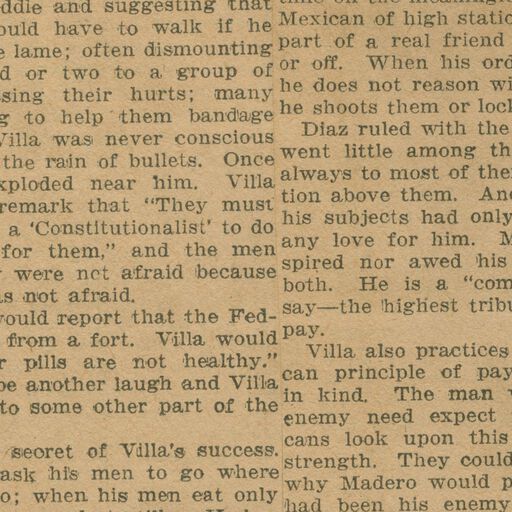 ddle and suggesting that
ould have to walk if he
e lame; often dismounting
d or two to a group of
ssing their hurts; many
g to help them bandage
Villa was never conscious
the rain of bullets. Once
xploded near him. Villa
remark that "They must
a 'Constitutionalist' to do
for them," and the men
were nct afraid because
s not afraid.
would report that the Fed-
from a fort. Villa would
r pills are not healthy."
be another laugh and Villa
to some other part of the
secret of Villa's success.
ask his men to go where
o; when his men eat only
Mexican of high static
part of a real friend
or off. When his ord
he does not reason wi
he shoots them or lock
Diaz ruled with the
went little among th
always to most of the
tion above them. And
his subjects had only
any love for him. M
spired nor awed his
both. He is a "com
say—the highest tribu
pay.
Villa also practices
can principle of pay
in kind. The man
enemy need expect
cans look upon this
strength. They could
why Madero would p
had been his enemy